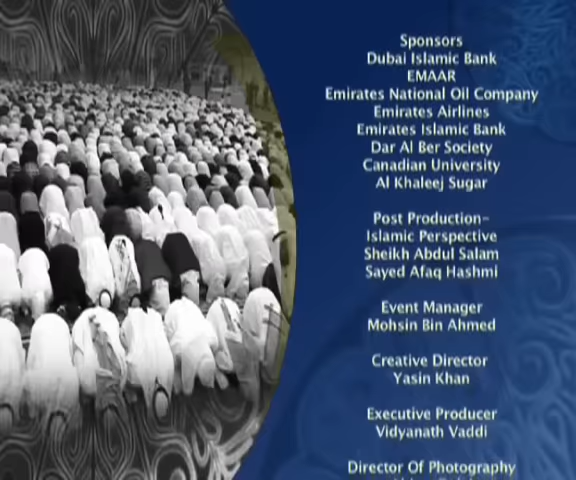 Sponsors
Dubai Islamic Bank
EMAAR
Emirates National Oil Company
Emirates Airlines
Emirates Islamic Bank
Dar Al Ber Society
Canadian University
Al Khaleej Sugar
Post Production-
Islamic Perspective
Sheikh Abdul Salam
Sayed Afaq Hashmi
Event Manager
Mohsin Bin Ahmed
Creative Director
Yasin Khan
Executive Producer
Vidyanath Vaddi
Director Of Photography